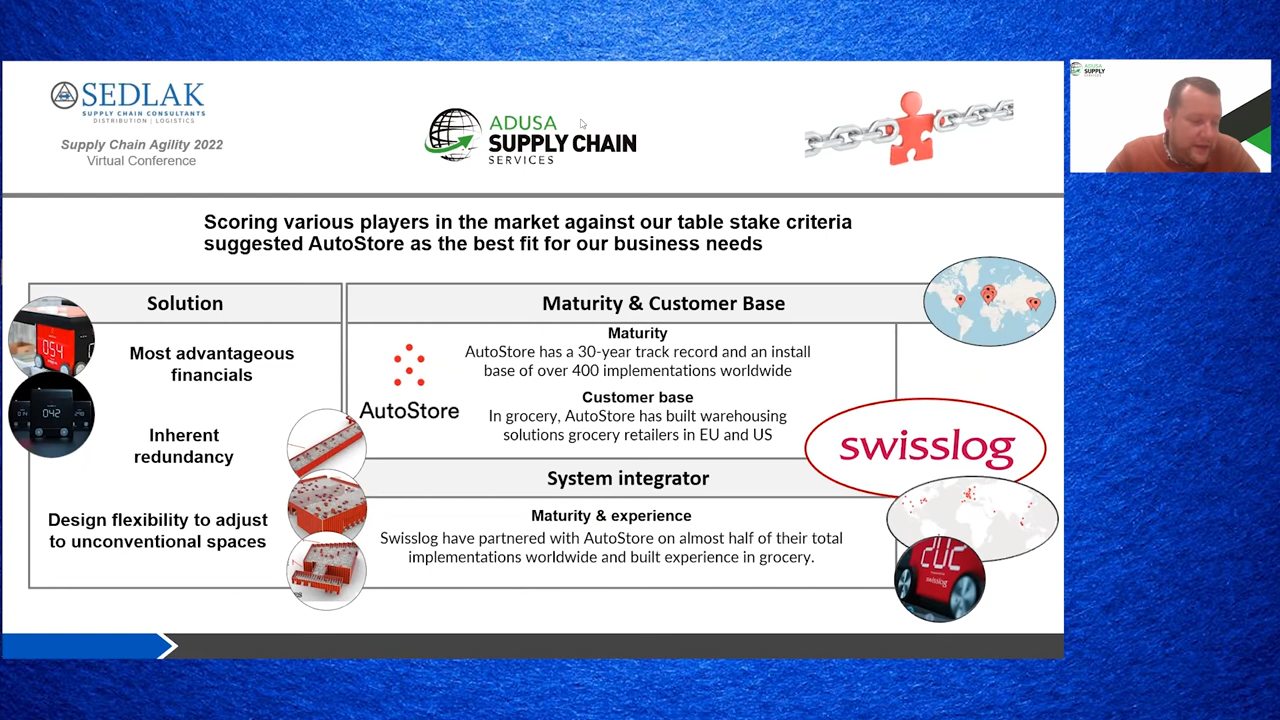 SEDLAK
SUPPLY CHAIN CONSULTANTS
DISTRIBUTION | LOGISTICS
Supply Chain Agility 2022
Virtual Conference
ADUSA
SUPPLY CHAIN
SERVICES
ADUSA
SUPPLY
SERVICES
Scoring various players in the market against our table stake criteria
suggested AutoStore as the best fit for our business needs
Solution
Most advantageous
financials
Inherent
redundancy
Design flexibility to adjust
to unconventional spaces
054
042
Maturity & Customer Base
Maturity
AutoStore has a 30-year track record and an install
base of over 400 implementations worldwide
Customer base
In grocery, AutoStore has built warehousing
solutions grocery retailers in EU and US
AutoStore
swisslog
System integrator
Maturity & experience
Swisslog have partnered with AutoStore on almost half of their total
implementations worldwide and built experience in grocery.
swisslog